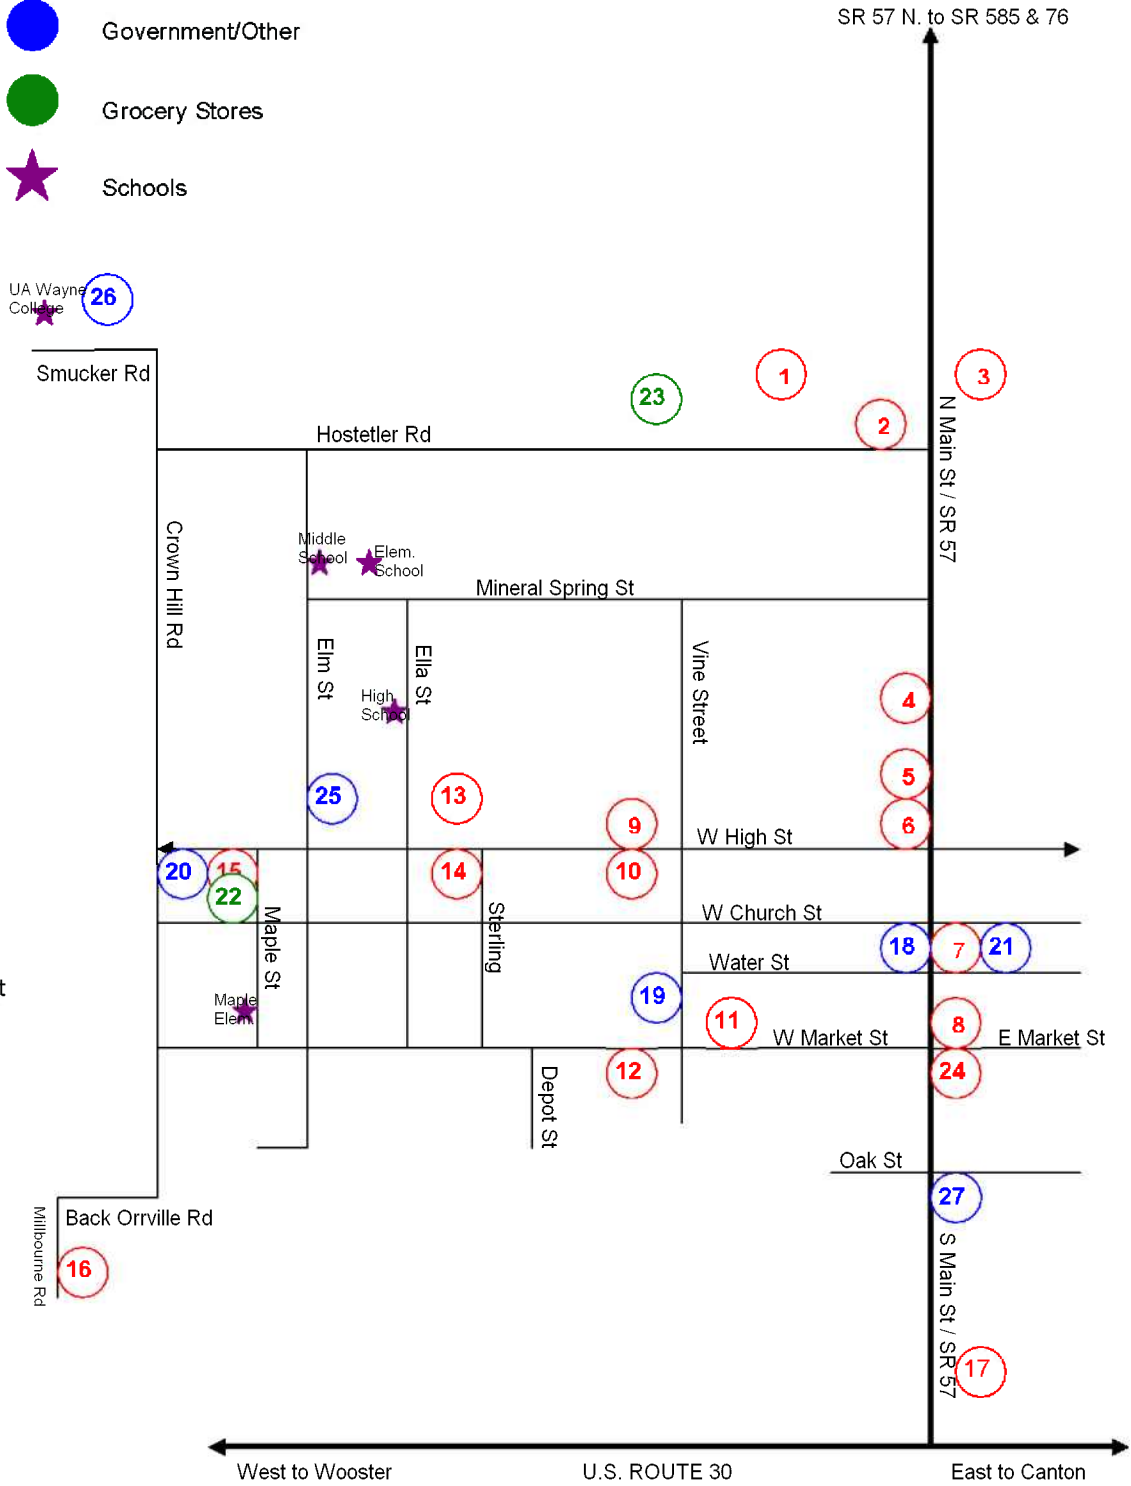 SR 57 N. to SR 585 & 76
Government/Other
Grocery Stores
Schools
UA Wayne
College
26
Smucker Rd
1
3
23
2
Hostetler Rd
N Main St / SR 57
Crown Hill Rd
Middle
School
Elem.
School
Mineral Spring St
Elm St
Ella St
Vine Street
High
School
4
5
25
13
9
6
W High St
20
15
14
10
22
Maple St
Sterling
W Church St
18
7
21
Water St
t
Maple
Elem
19
11
8
W Market St
E Market St
12
24
Depot St
Oak St
27
Back Orrville Rd
Millbourne Rd
16
S Main St / SR 57
17
West to Wooster
U.S. ROUTE 30
East to Canton